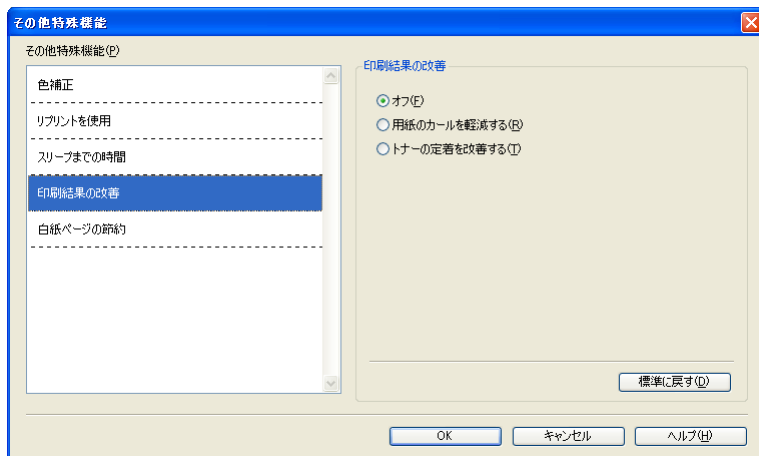 その他特殊機能
その他特殊機能(P)
色補正
リプリントを使用
スリープまでの時間
印刷結果の改善
白紙ページの節約
印刷結果の改善
オフ(F)
用紙のカールを軽減する(R)
トナーの定着を改善する(T)
標準に戻す(D)
OK
キャンセル
ヘルプ(H)